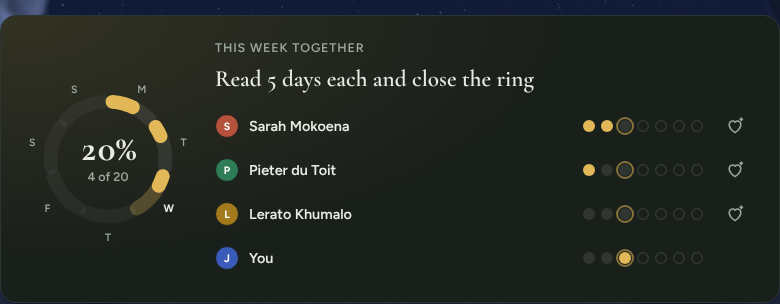 THIS WEEK TOGETHER
Read 5 days each and close the ring
S
M
S
T
20%
4 of 20
F
W
T
S Sarah Mokoena
P Pieter du Toit
L Lerato Khumalo
J You